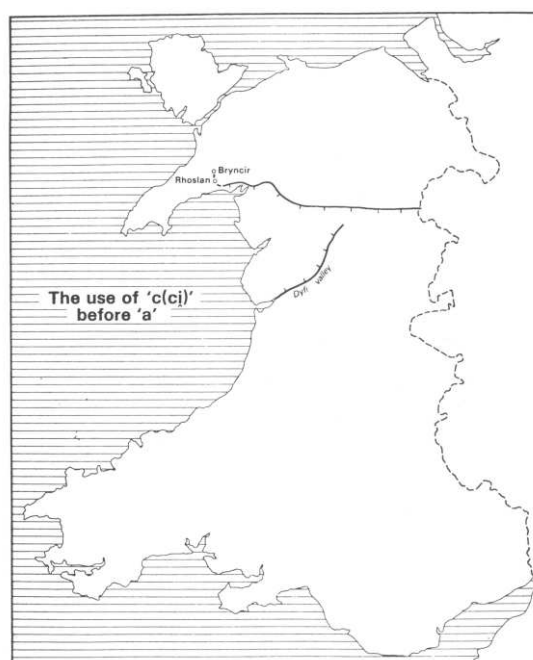 Bryncir
Rhoslan
Dyfi valley
The use of 'c(ci)'
before 'a'